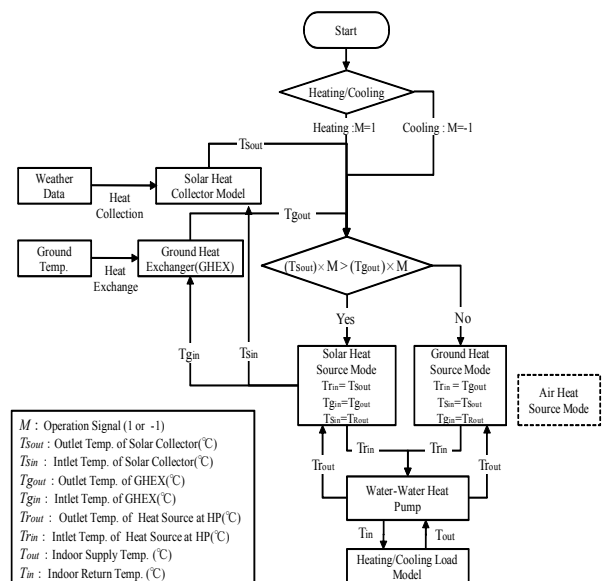 Start
Heating/Cooling
Heating :M=1
Cooling : M=-1
TSout
Weather
Data
Heat
Collection
Solar Heat
Collector Model
Tgout
Ground
Temp.
Heat
Exchange
Ground Heat
Exchanger(GHEX)
(TSout)× M > (Tgout) × M
Yes
No
Tgin
TSin
Solar Heat
Source Mode
Trin= TSout
Tgin=Tgout
TSin=TRout
Ground Heat
Source Mode
Trin = Tgout
TSin=TSout
Tgin=TRout
Air Heat
Source Mode
Trin
Trin
Trout
Trout
Water-Water Heat
Pump
Tin
Tout
Heating/Cooling Load
Model
M : Operation Signal (1 or -1)
TSout : Outlet Temp. of Solar Collector(℃)
TSin : Inlet Temp. of Solar Collector(℃)
Tgout : Outlet Temp. of GHEX(℃)
Tgin : Inlet Temp. of GHEX(℃)
Trout : Outlet Temp. of Heat Source at HP(℃)
Trin : Inlet Temp. of Heat Source at HP(℃)
Tout : Indoor Supply Temp. (℃)
Tin : Indoor Return Temp. (℃)